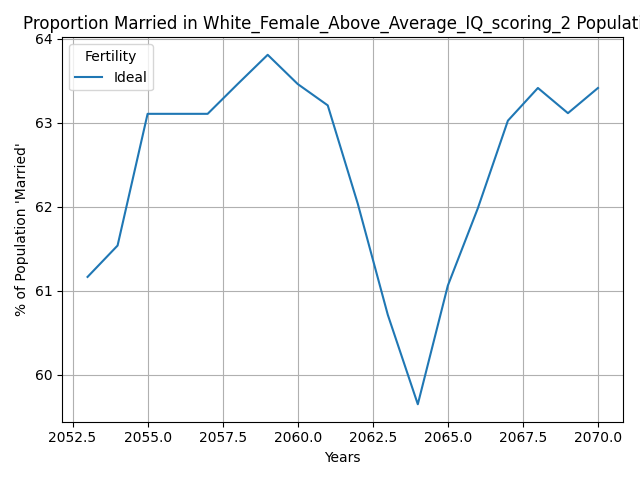 Proportion Married in White_Female_Above_Average_IQ_scoring_2 Populati
64
63
62
61
60
% of Population 'Married'
Fertility
Ideal
2052.5 2055.0 2057.5 2060.0 2062.5 2065.0 2067.5 2070.0
Years